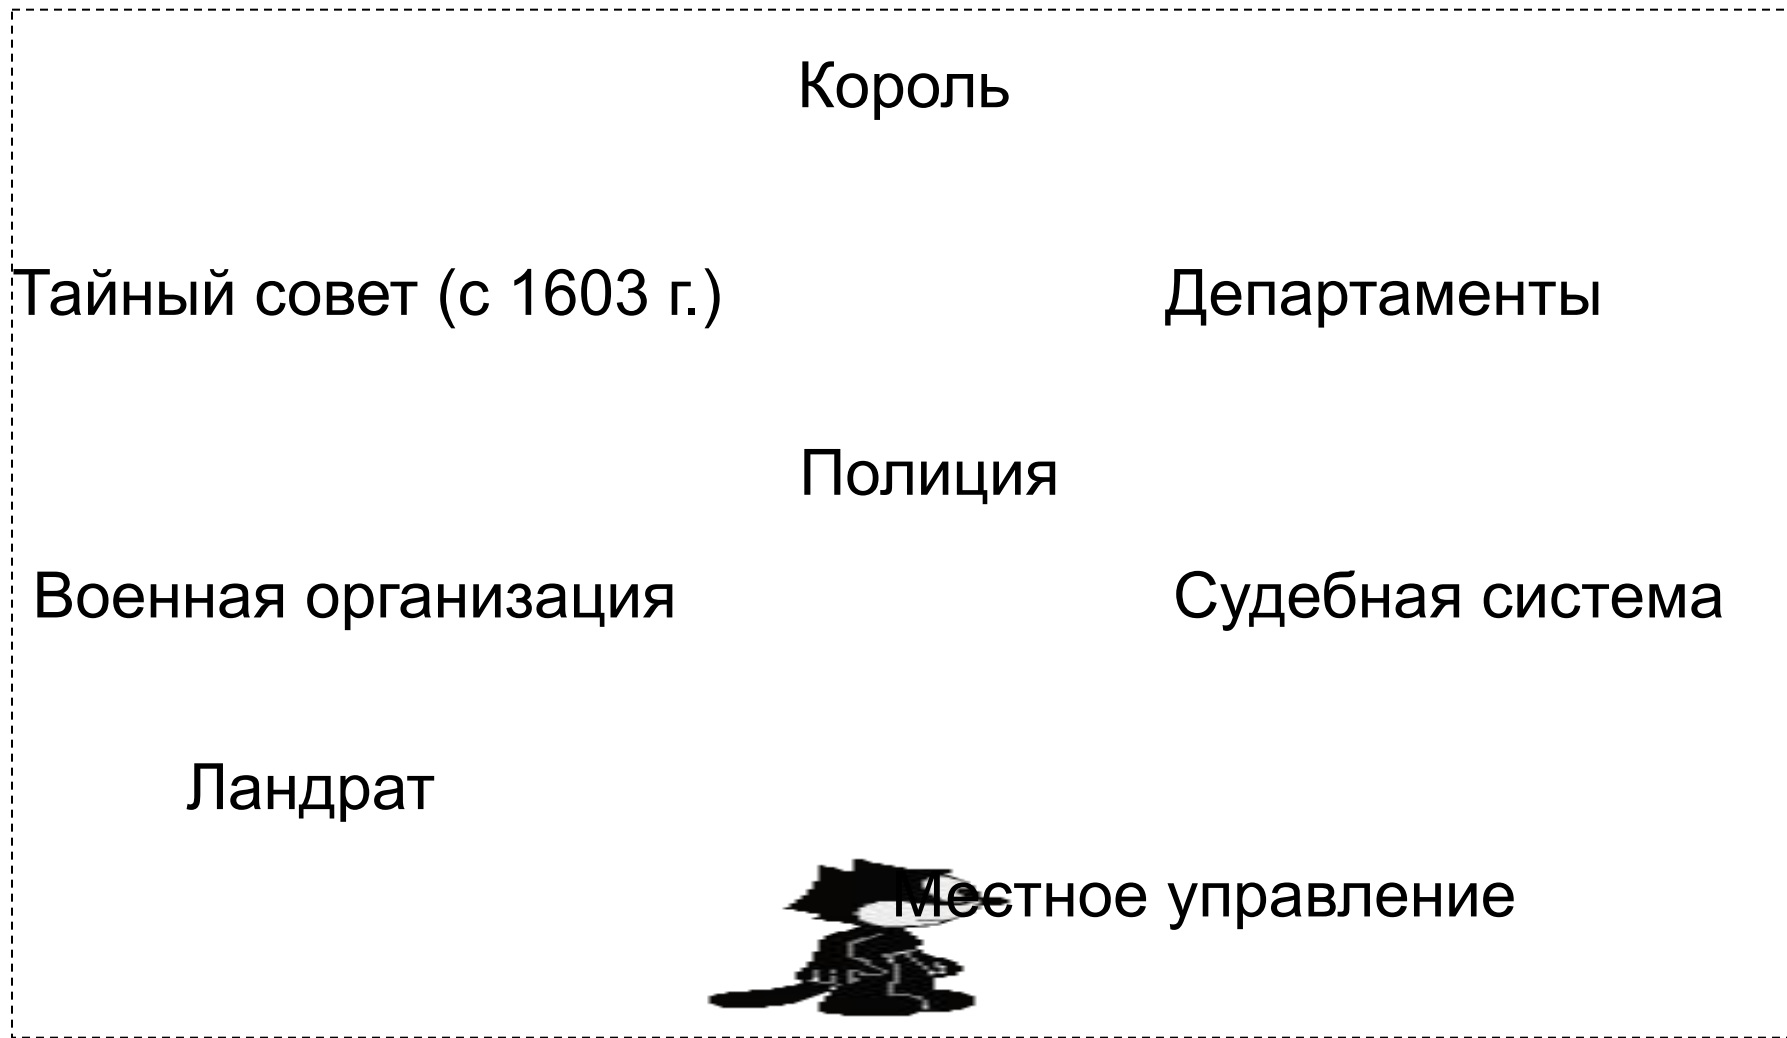 Король
Тайный совет (с 1603 г.)
Департаменты
Полиция
Военная организация
Судебная система
Ландрат
Местное управление